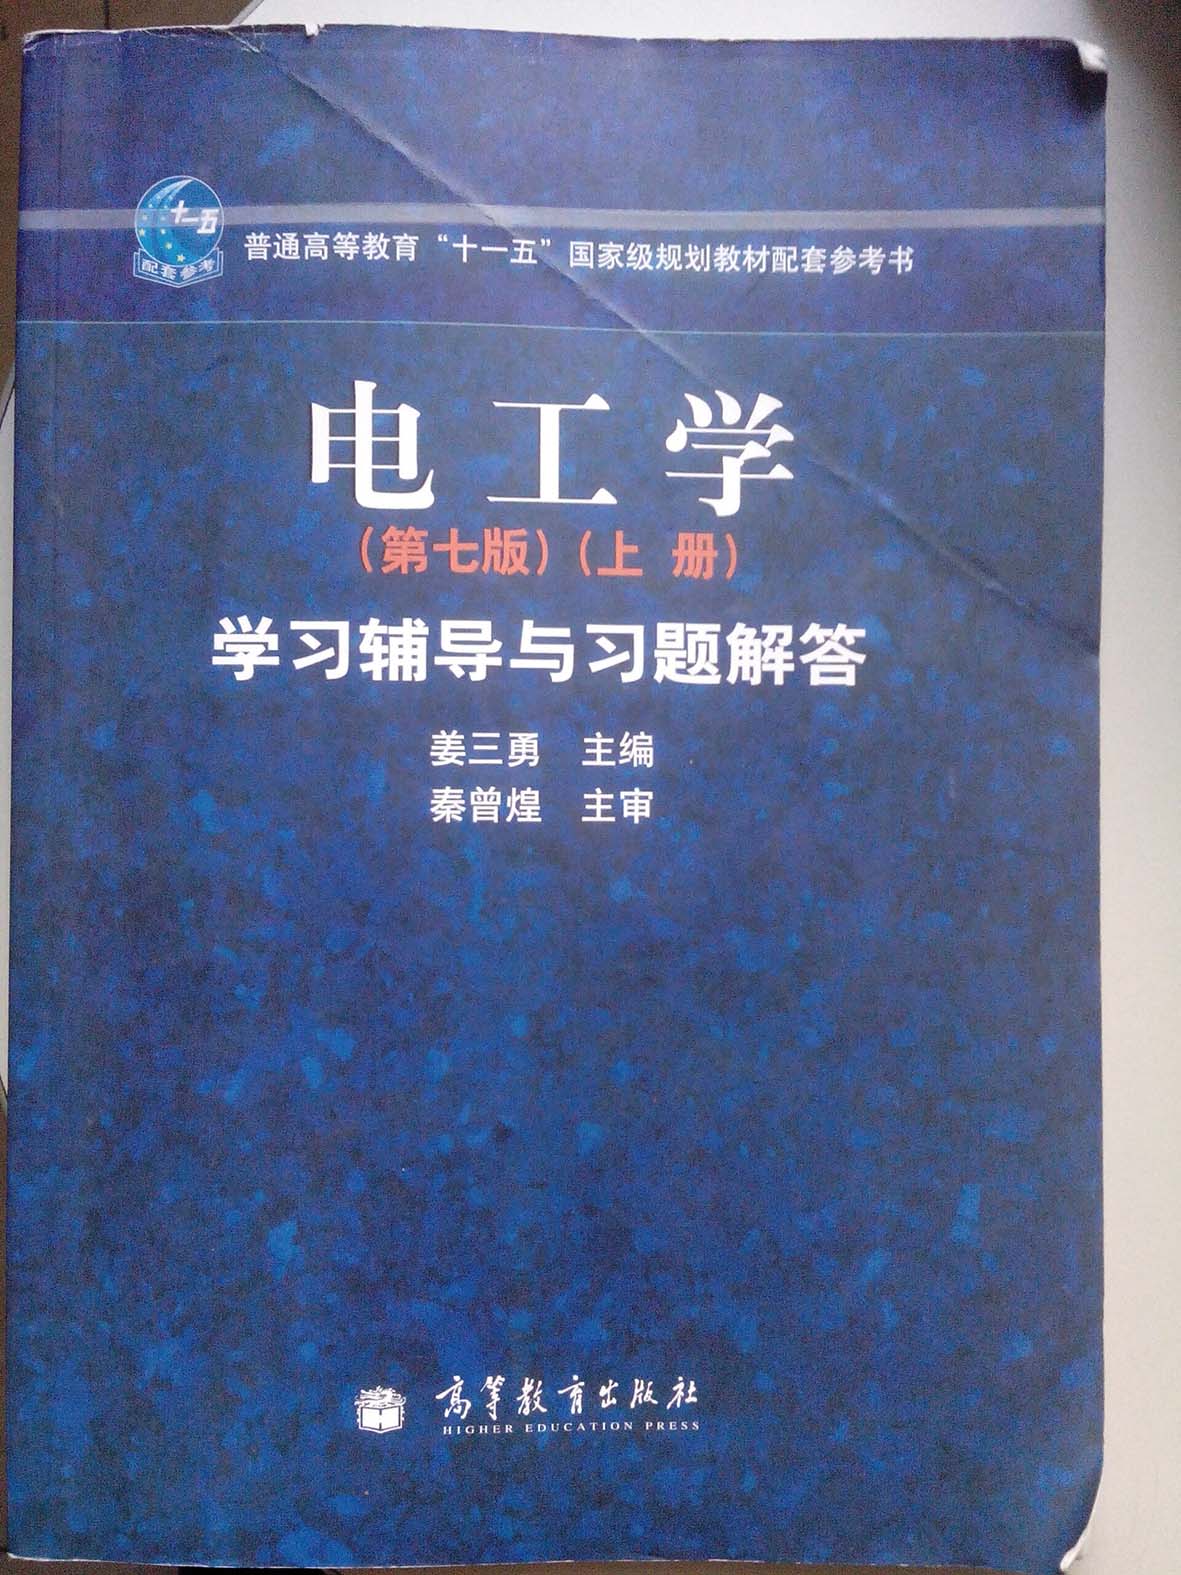 十一五
配套参考
普通高等教育“十一五”国家级规划教材配套参考书
电工学
（第七版）（上 册）
学习辅导与习题解答
姜三勇 主编
秦曾煌 主审
高等教育出版社
HIGHER EDUCATION PRESS